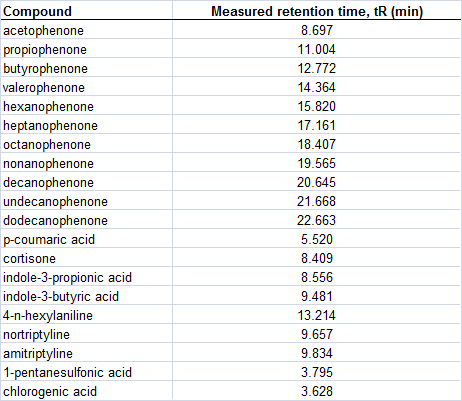 Compound Measured retention time, tR (min)
acetophenone 8.697
propiophenone 11.004
butyrophenone 12.772
valerophenone 14.364
hexanophenone 15.820
heptanophenone 17.161
octanophenone 18.407
nonanophenone 19.565
decanophenone 20.645
undecanophenone 21.668
dodecanophenone 22.663
p-coumaric acid 5.520
cortisone 8.409
indole-3-propionic acid 8.556
indole-3-butyric acid 9.481
4-n-hexylaniline 13.214
nortriptyline 9.657
amitriptyline 9.834
1-pentanesulfonic acid 3.795
chlorogenic acid 3.628